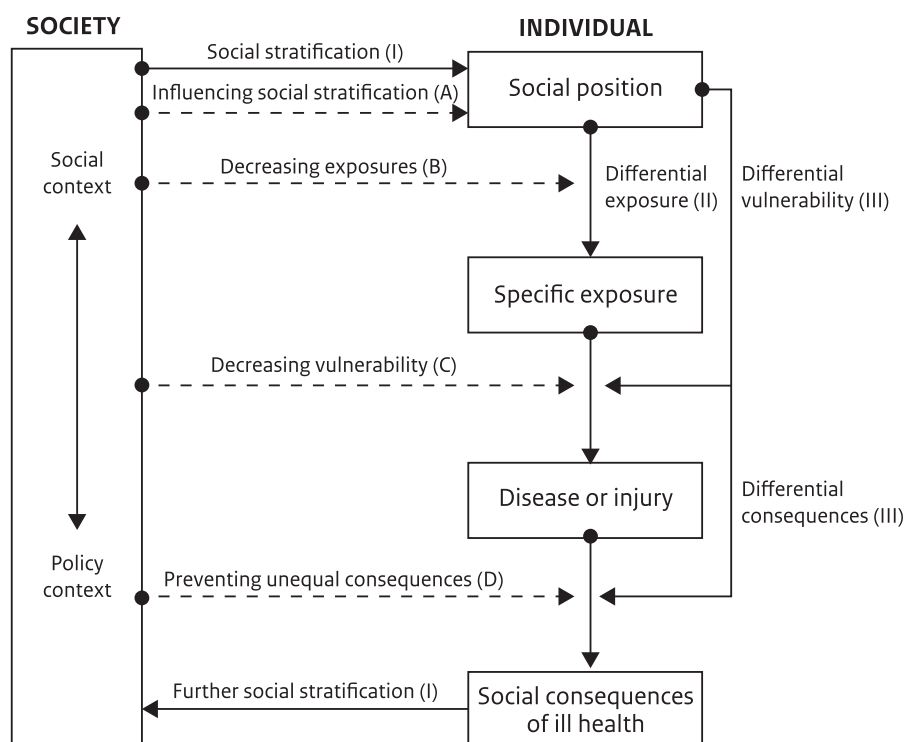 SOCIETY
INDIVIDUAL
Social stratification (I)
Social position
Influencing social stratification (A)
Social
context
Decreasing exposures (B)
Differential
exposure (II)
Differential
vulnerability (III)
Specific exposure
Decreasing vulnerability (C)
Disease or injury
Differential
consequences (III)
Policy
context
Preventing unequal consequences (D)
Further social stratification (I)
Social consequences
of ill health